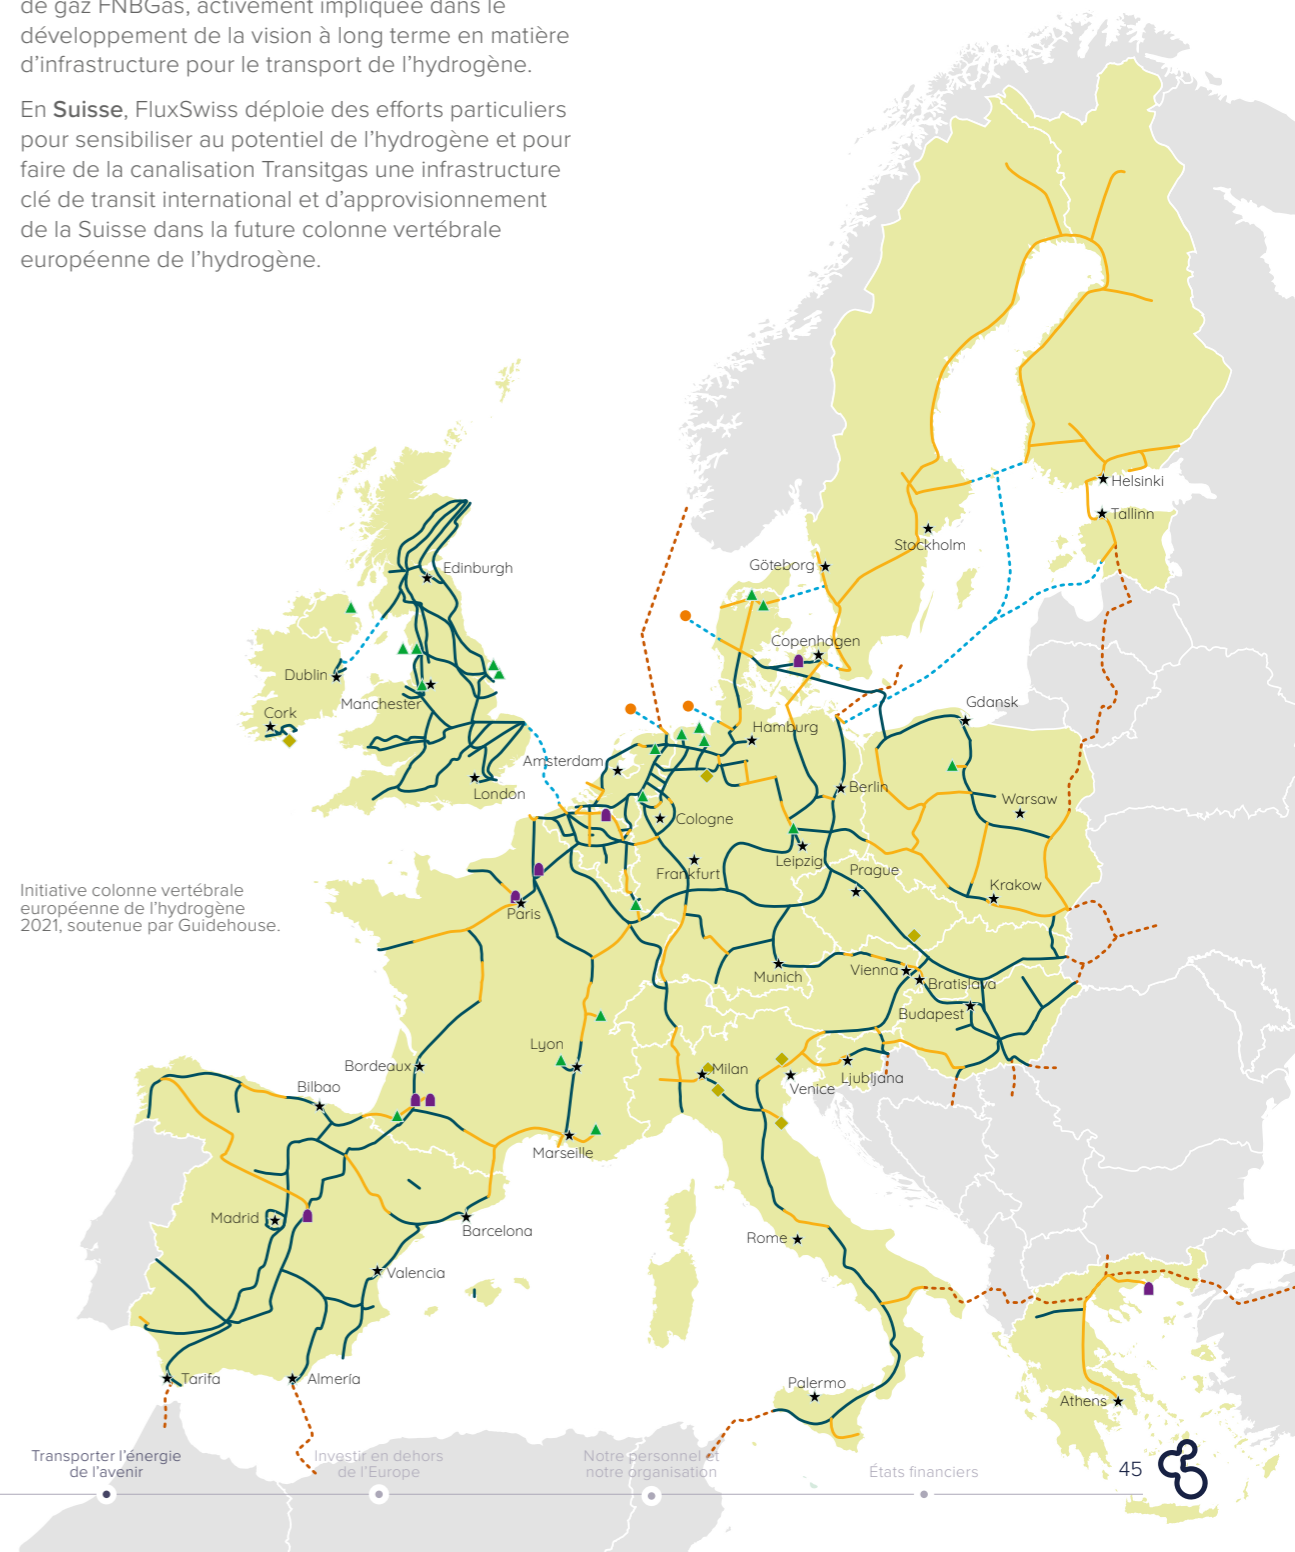 de gaz FNBGas, activement impliquée dans le
développement de la vision à long terme en matière
d’infrastructure pour le transport de l’hydrogène.
En Suisse, FluxSwiss déploie des efforts particuliers
pour sensibiliser au potentiel de l’hydrogène et pour
faire de la canalisation Transitgas une infrastructure
clé de transit international et d’approvisionnement
de la Suisse dans la future colonne vertébrale
européenne de l’hydrogène.
Helsinki
Tallinn
Stockholm
Göteborg
Edinburgh
Copenhagen
Dublin
Manchester
Cork
Gdansk
Hamburg
Amsterdam
London
Berlin
Warsaw
Cologne
Leipzig
Frankfurt
Prague
Krakow
Initiative colonne vertébrale
européenne de l’hydrogène
2021, soutenue par Guidehouse.
Paris
Munich
Vienna
Bratislava
Budapest
Lyon
Bordeaux
Milan
Venice
Ljubljana
Bilbao
Marseille
Madrid
Barcelona
Rome
Valencia
Tarifa
Almería
Palermo
Athens
Transporter l’énergie
de l’avenir
Investir en dehors
de l’Europe
Notre personnel et
notre organisation
États financiers
45